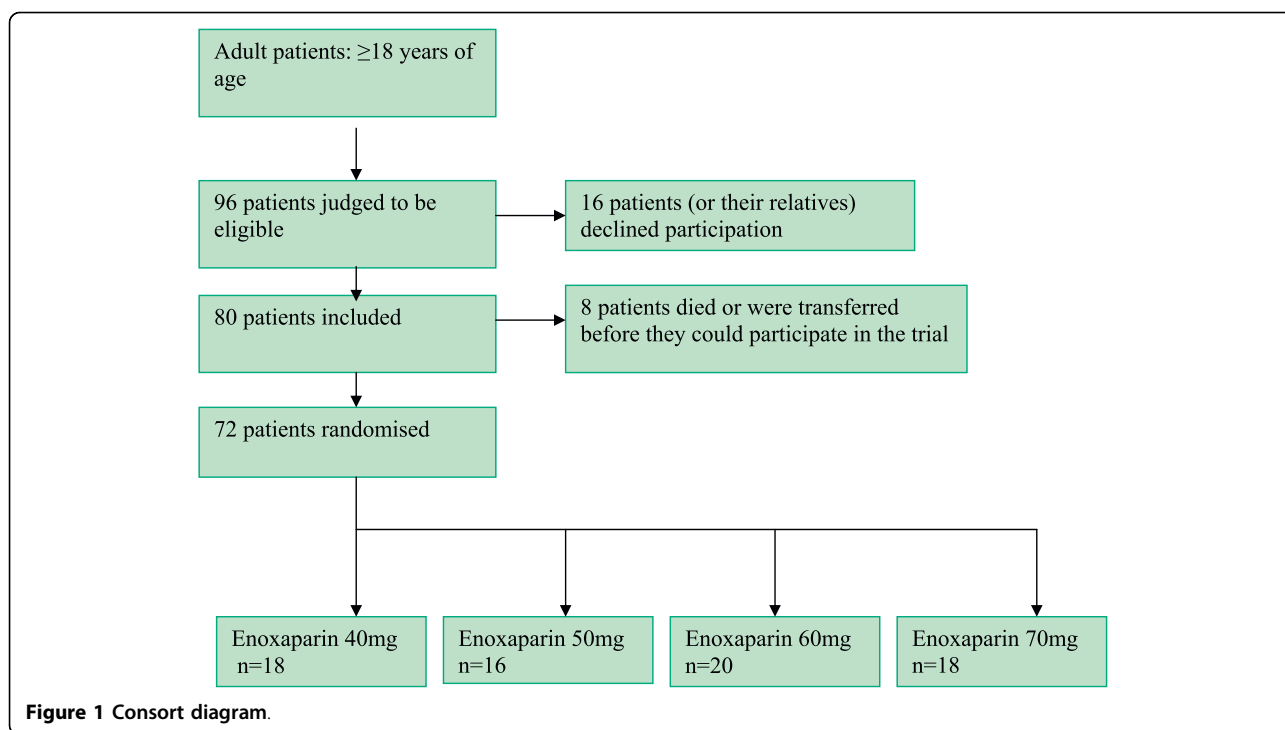 Adult patients: ≥18 years of
age
96 patients judged to be
eligible
16 patients (or their relatives)
declined participation
80 patients included
8 patients died or were transferred
before they could participate in the trial
72 patients randomised
Enoxaparin 40mg
n=18
Enoxaparin 50mg
n=16
Enoxaparin 60mg
n=20
Enoxaparin 70mg
n=18
Figure 1 Consort diagram.